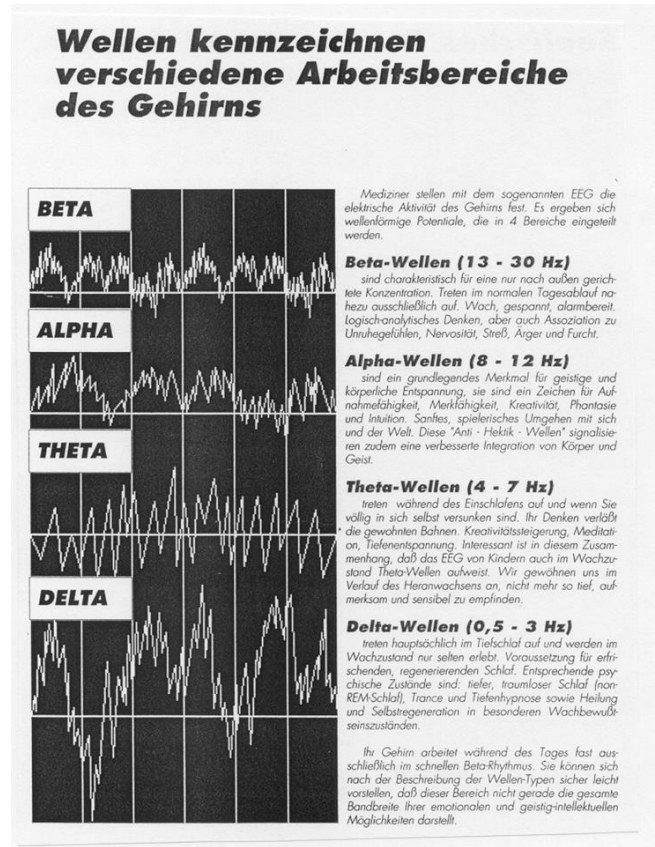 Wellen kennzeichnen
verschiedene Arbeitsbereiche
des Gehirns
BETA
ALPHA
THETA
DELTA
Mediziner stellen mit dem sogenannten EEG die
elektrische Aktivität des Gehirns fest. Es ergeben sich
wellenförmige Potentiale, die in 4 Bereiche eingeteilt
werden.
Beta-Wellen (13 - 30 Hz)
sind charakteristisch für eine nur nach außen gerich-
tete Konzentration. Treten im normalen Tagesablauf na-
hezu ausschließlich auf. Wach, gespannt, alarmbereit.
Logisch-analytisches Denken, aber auch Assoziation zu
Unruhegefühlen, Nervosität, Streß, Ärger und Furcht.
Alpha-Wellen (8 - 12 Hz)
sind ein grundlegendes Merkmal für geistige und
körperliche Entspannung, sie sind ein Zeichen für Auf-
nahmefähigkeit, Merkfähigkeit, Kreativität, Phantasie
und Intuition. Sanftes, spielerisches Umgehen mit sich
und der Welt. Diese "Anti - Hektik - Wellen" signalisie-
ren zudem eine verbesserte Integration von Körper und
Geist.
Theta-Wellen (4 - 7 Hz)
treten während des Einschlafens auf und wenn Sie
völlig in sich selbst versunken sind. Ihr Denken verläßt
die gewohnten Bahnen. Kreativitätssteigerung, Meditati-
on, Tiefenentspannung. Interessant ist in diesem Zusam-
menhang, daß das EEG von Kindern auch im Wachzu-
stand Theta-Wellen aufweist. Wir gewöhnen uns im
Verlauf des Heranwachsens an, nicht mehr so tief, auf-
merksam und sensibel zu empfinden.
Delta-Wellen (0,5 - 3 Hz)
treten hauptsächlich im Tiefschlaf auf und werden im
Wachzustand nur selten erlebt. Voraussetzung für erfri-
schenden, regenerierenden Schlaf. Entsprechende psy-
chische Zustände sind: tiefer, traumloser Schlaf (non-
REM-Schlaf), Trance und Tiefenhypnose sowie Heilung
und Selbstregeneration in besonderen Wachbewußt-
seinszuständen.
Ihr Gehirn arbeitet während des Tages fast aus-
schließlich im schnellen Beta-Rhythmus. Sie können sich
nach der Beschreibung der Wellen-Typen sicher leicht
vorstellen, daß dieser Bereich nicht gerade die gesamte
Bandbreite Ihrer emotionalen und geistig-intellektuellen
Möglichkeiten darstellt.